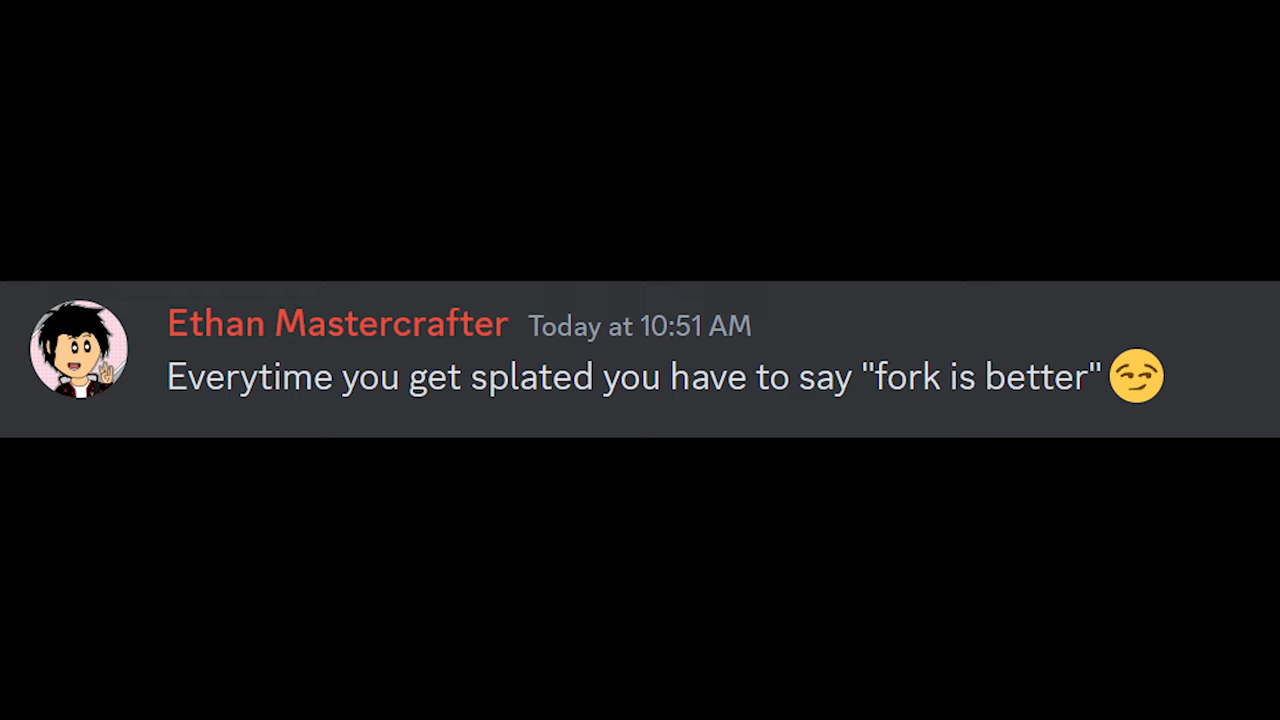 Ethan Mastercrafter Today at 10:51 AM
Everytime you get splated you have to say "fork is better" 😏